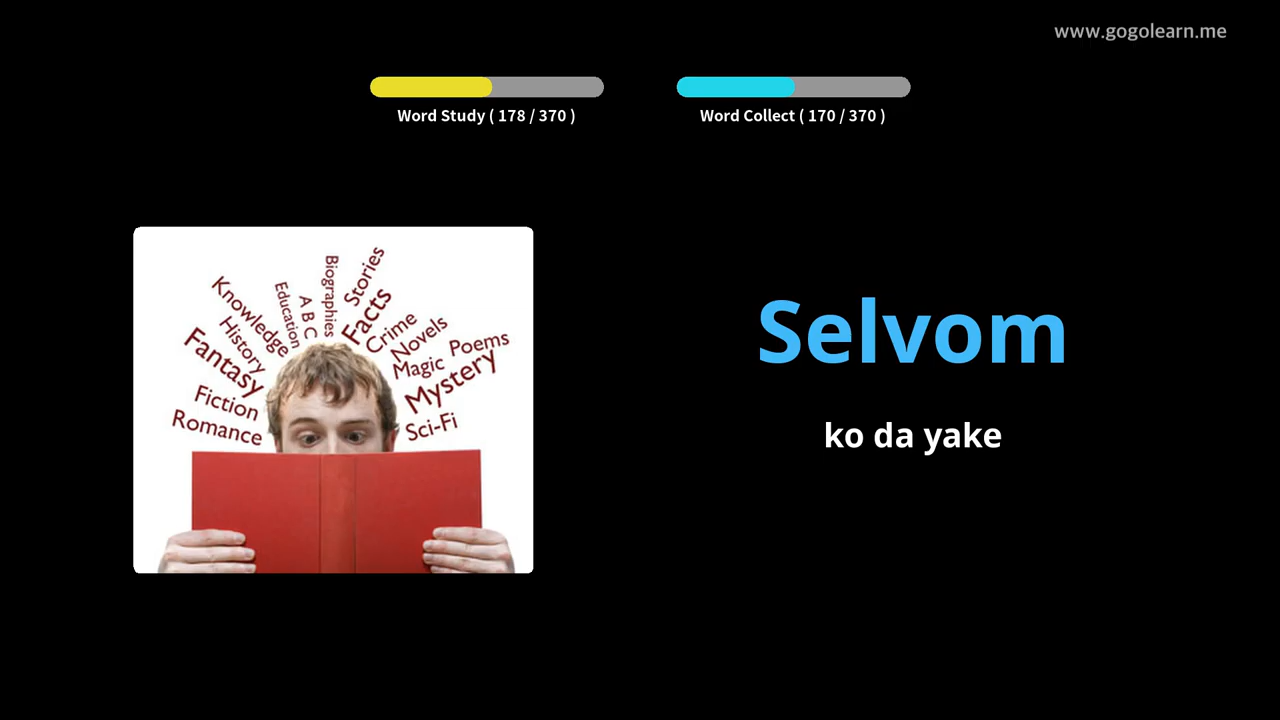 www.gogolearn.me
Word Study ( 178 / 370 )
Word Collect ( 170 / 370 )
Selvom
ko da yake
Biographies
Stories
Education
A B C
Facts
Knowledge
History
Crime
Novels
Poems
Fantasy
Magic
Mystery
Fiction
Romance
Sci-Fi